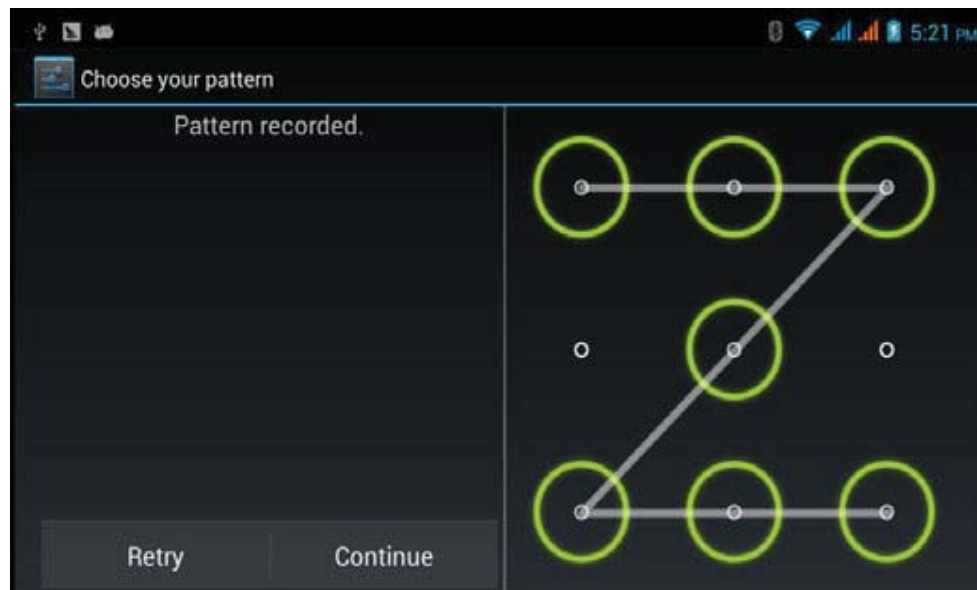 5:21 PM
Choose your pattern
Pattern recorded.
Retry
Continue